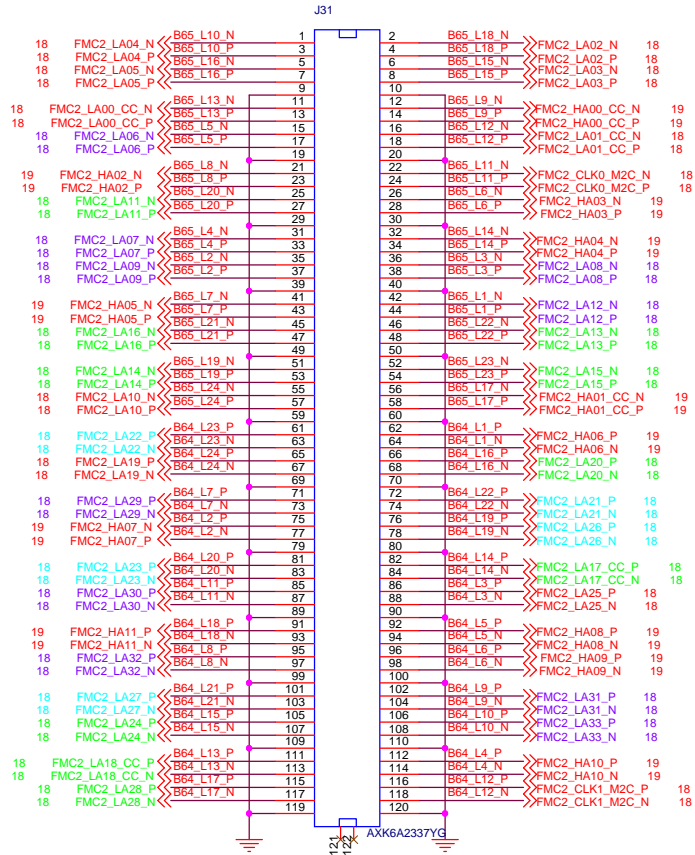 J31
18 FMC2_LA04_N B65_L10_N 1 2 B65_L18_N FMC2_LA02_N 18
18 FMC2_LA04_P B65_L10_P 3 4 B65_L18_P FMC2_LA02_P 18
18 FMC2_LA05_N B65_L16_N 5 6 B65_L15_N FMC2_LA03_N 18
18 FMC2_LA05_P B65_L16_P 7 8 B65_L15_P FMC2_LA03_P 18
9 10
18 FMC2_LA00_CC_N B65_L13_N 11 12 B65_L9_N FMC2_HA00_CC_N 19
18 FMC2_LA00_CC_P B65_L13_P 13 14 B65_L9_P FMC2_HA00_CC_P 19
18 FMC2_LA06_N B65_L5_N 15 16 B65_L12_N FMC2_LA01_CC_N 18
18 FMC2_LA06_P B65_L5_P 17 18 B65_L12_P FMC2_LA01_CC_P 18
19 20
19 FMC2_HA02_N B65_L8_N 21 22 B65_L11_N FMC2_CLK0_M2C_N 18
19 FMC2_HA02_P B65_L8_P 23 24 B65_L11_P FMC2_CLK0_M2C_P 18
18 FMC2_LA11_N B65_L20_N 25 26 B65_L6_N FMC2_HA03_N 19
18 FMC2_LA11_P B65_L20_P 27 28 B65_L6_P FMC2_HA03_P 19
29 30
18 FMC2_LA07_N B65_L4_N 31 32 B65_L14_N FMC2_HA04_N 19
18 FMC2_LA07_P B65_L4_P 33 34 B65_L14_P FMC2_HA04_P 19
18 FMC2_LA09_N B65_L2_N 35 36 B65_L3_N FMC2_LA08_N 18
18 FMC2_LA09_P B65_L2_P 37 38 B65_L3_P FMC2_LA08_P 18
39 40
19 FMC2_HA05_N B65_L7_N 41 42 B65_L1_N FMC2_LA12_N 18
19 FMC2_HA05_P B65_L7_P 43 44 B65_L1_P FMC2_LA12_P 18
18 FMC2_LA16_N B65_L21_N 45 46 B65_L22_N FMC2_LA13_N 18
18 FMC2_LA16_P B65_L21_P 47 48 B65_L22_P FMC2_LA13_P 18
49 50
18 FMC2_LA14_N B65_L19_N 51 52 B65_L23_N FMC2_LA15_N 18
18 FMC2_LA14_P B65_L19_P 53 54 B65_L23_P FMC2_LA15_P 18
18 FMC2_LA10_N B65_L24_N 55 56 B65_L17_N FMC2_HA01_CC_N 19
18 FMC2_LA10_P B65_L24_P 57 58 B65_L17_P FMC2_HA01_CC_P 19
59 60
18 FMC2_LA22_P B64_L23_P 61 62 B64_L1_P FMC2_HA06_P 19
18 FMC2_LA22_N B64_L23_N 63 64 B64_L1_N FMC2_HA06_N 19
18 FMC2_LA19_P B64_L24_P 65 66 B64_L16_P FMC2_LA20_P 18
18 FMC2_LA19_N B64_L24_N 67 68 B64_L16_N FMC2_LA20_N 18
69 70
18 FMC2_LA29_P B64_L7_P 71 72 B64_L22_P FMC2_LA21_P 18
18 FMC2_LA29_N B64_L7_N 73 74 B64_L22_N FMC2_LA21_N 18
19 FMC2_HA07_N B64_L2_P 75 76 B64_L19_P FMC2_LA26_P 18
19 FMC2_HA07_P B64_L2_N 77 78 B64_L19_N FMC2_LA26_N 18
79 80
18 FMC2_LA23_P B64_L20_P 81 82 B64_L14_P FMC2_LA17_CC_P 18
18 FMC2_LA23_N B64_L20_N 83 84 B64_L14_N FMC2_LA17_CC_N 18
18 FMC2_LA30_P B64_L11_P 85 86 B64_L3_P FMC2_LA25_P 18
18 FMC2_LA30_N B64_L11_N 87 88 B64_L3_N FMC2_LA25_N 18
89 90
19 FMC2_HA11_P B64_L18_P 91 92 B64_L5_P FMC2_HA08_P 19
19 FMC2_HA11_N B64_L18_N 93 94 B64_L5_N FMC2_HA08_N 19
18 FMC2_LA32_P B64_L8_P 95 96 B64_L6_P FMC2_HA09_P 19
18 FMC2_LA32_N B64_L8_N 97 98 B64_L6_N FMC2_HA09_N 19
99 100
18 FMC2_LA27_P B64_L21_P 101 102 B64_L9_P FMC2_LA31_P 18
18 FMC2_LA27_N B64_L21_N 103 104 B64_L9_N FMC2_LA31_N 18
18 FMC2_LA24_P B64_L15_P 105 106 B64_L10_P FMC2_LA33_P 18
18 FMC2_LA24_N B64_L15_N 107 108 B64_L10_N FMC2_LA33_N 18
109 110
18 FMC2_LA18_CC_P B64_L13_P 111 112 B64_L4_P FMC2_HA10_P 19
18 FMC2_LA18_CC_N B64_L13_N 113 114 B64_L4_N FMC2_HA10_N 19
18 FMC2_LA28_P B64_L17_P 115 116 B64_L12_P FMC2_CLK1_M2C_P 18
18 FMC2_LA28_N B64_L17_N 117 118 B64_L12_N FMC2_CLK1_M2C_N 18
119 120
121 122 AXK6A2337YG